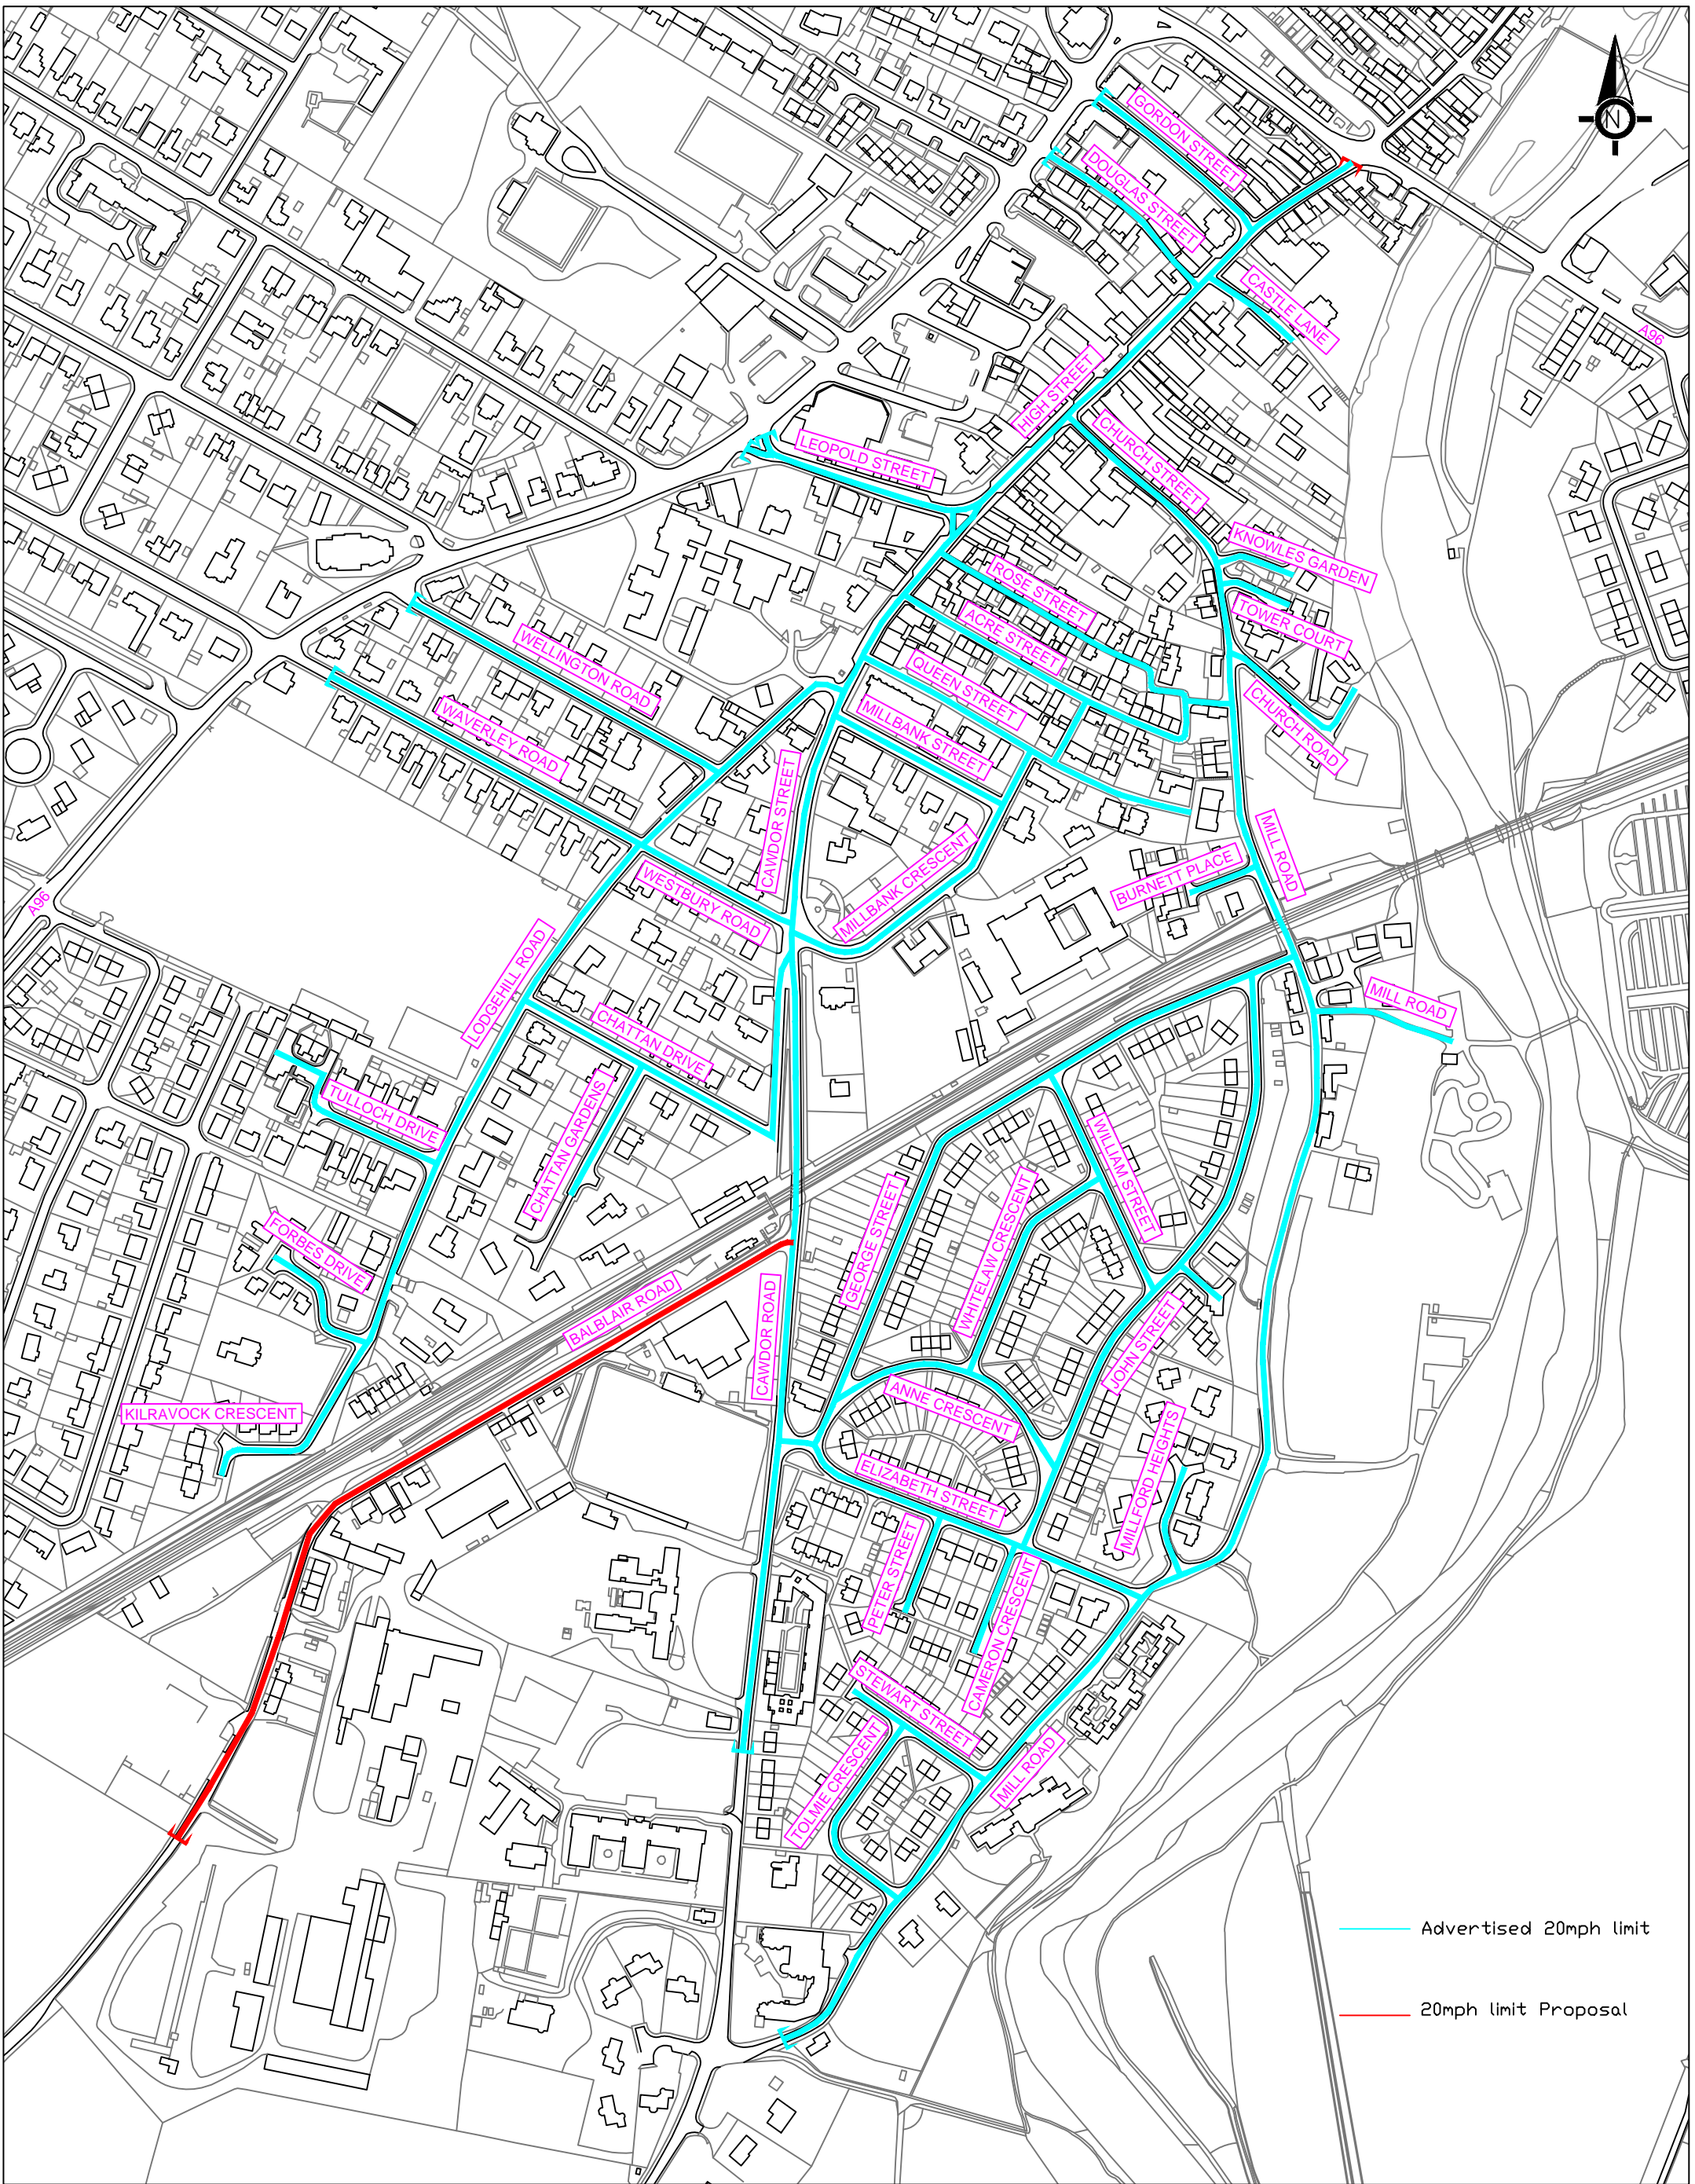 GORDON STREET
N
DOUGLAS STREET
CASTLE LANE
A96
HIGH STREET
CHURCH STREET
LEOPOLD STREET
KNOWLES GARDEN
ROSE STREET
TOWER COURT
ACRE STREET
WELLINGTON ROAD
QUEEN STREET
CHURCH ROAD
WAVERLEY ROAD
MILLBANK STREET
CAWDOR STREET
MILL ROAD
MILLBANK CRESCENT
BURNETT PLACE
A96
WESTBURY ROAD
LODGEHILL ROAD
MILL ROAD
CHATTAN DRIVE
TULLOCH DRIVE
CHATTAN GARDENS
WILLIAM STREET
GEORGE STREET
WHITELAW CRESCENT
FORBES DRIVE
BALBLAIR ROAD
CAWDOR ROAD
JOHN STREET
KILRAVOCK CRESCENT
ANNE CRESCENT
MILLFORD HEIGHTS
ELIZABETH STREET
PETER STREET
CAMERON CRESCENT
STEWART STREET
TOLMIE CRESCENT
MILL ROAD
Advertised 20mph limit
20mph limit Proposal